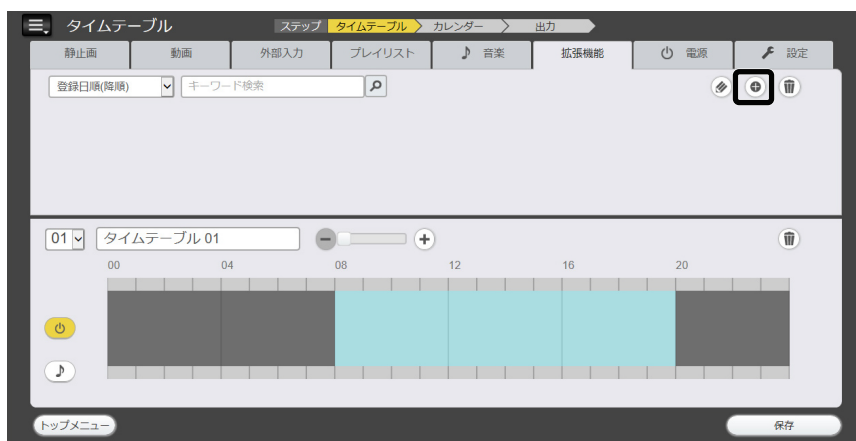 タイムテーブル ステップ タイムテーブル カレンダー 出力
静止画 動画 外部入力 プレイリスト 音楽 拡張機能 電源 設定
登録日順(降順) キーワード検索
01 タイムテーブル 01
00 04 08 12 16 20
トップメニュー 保存